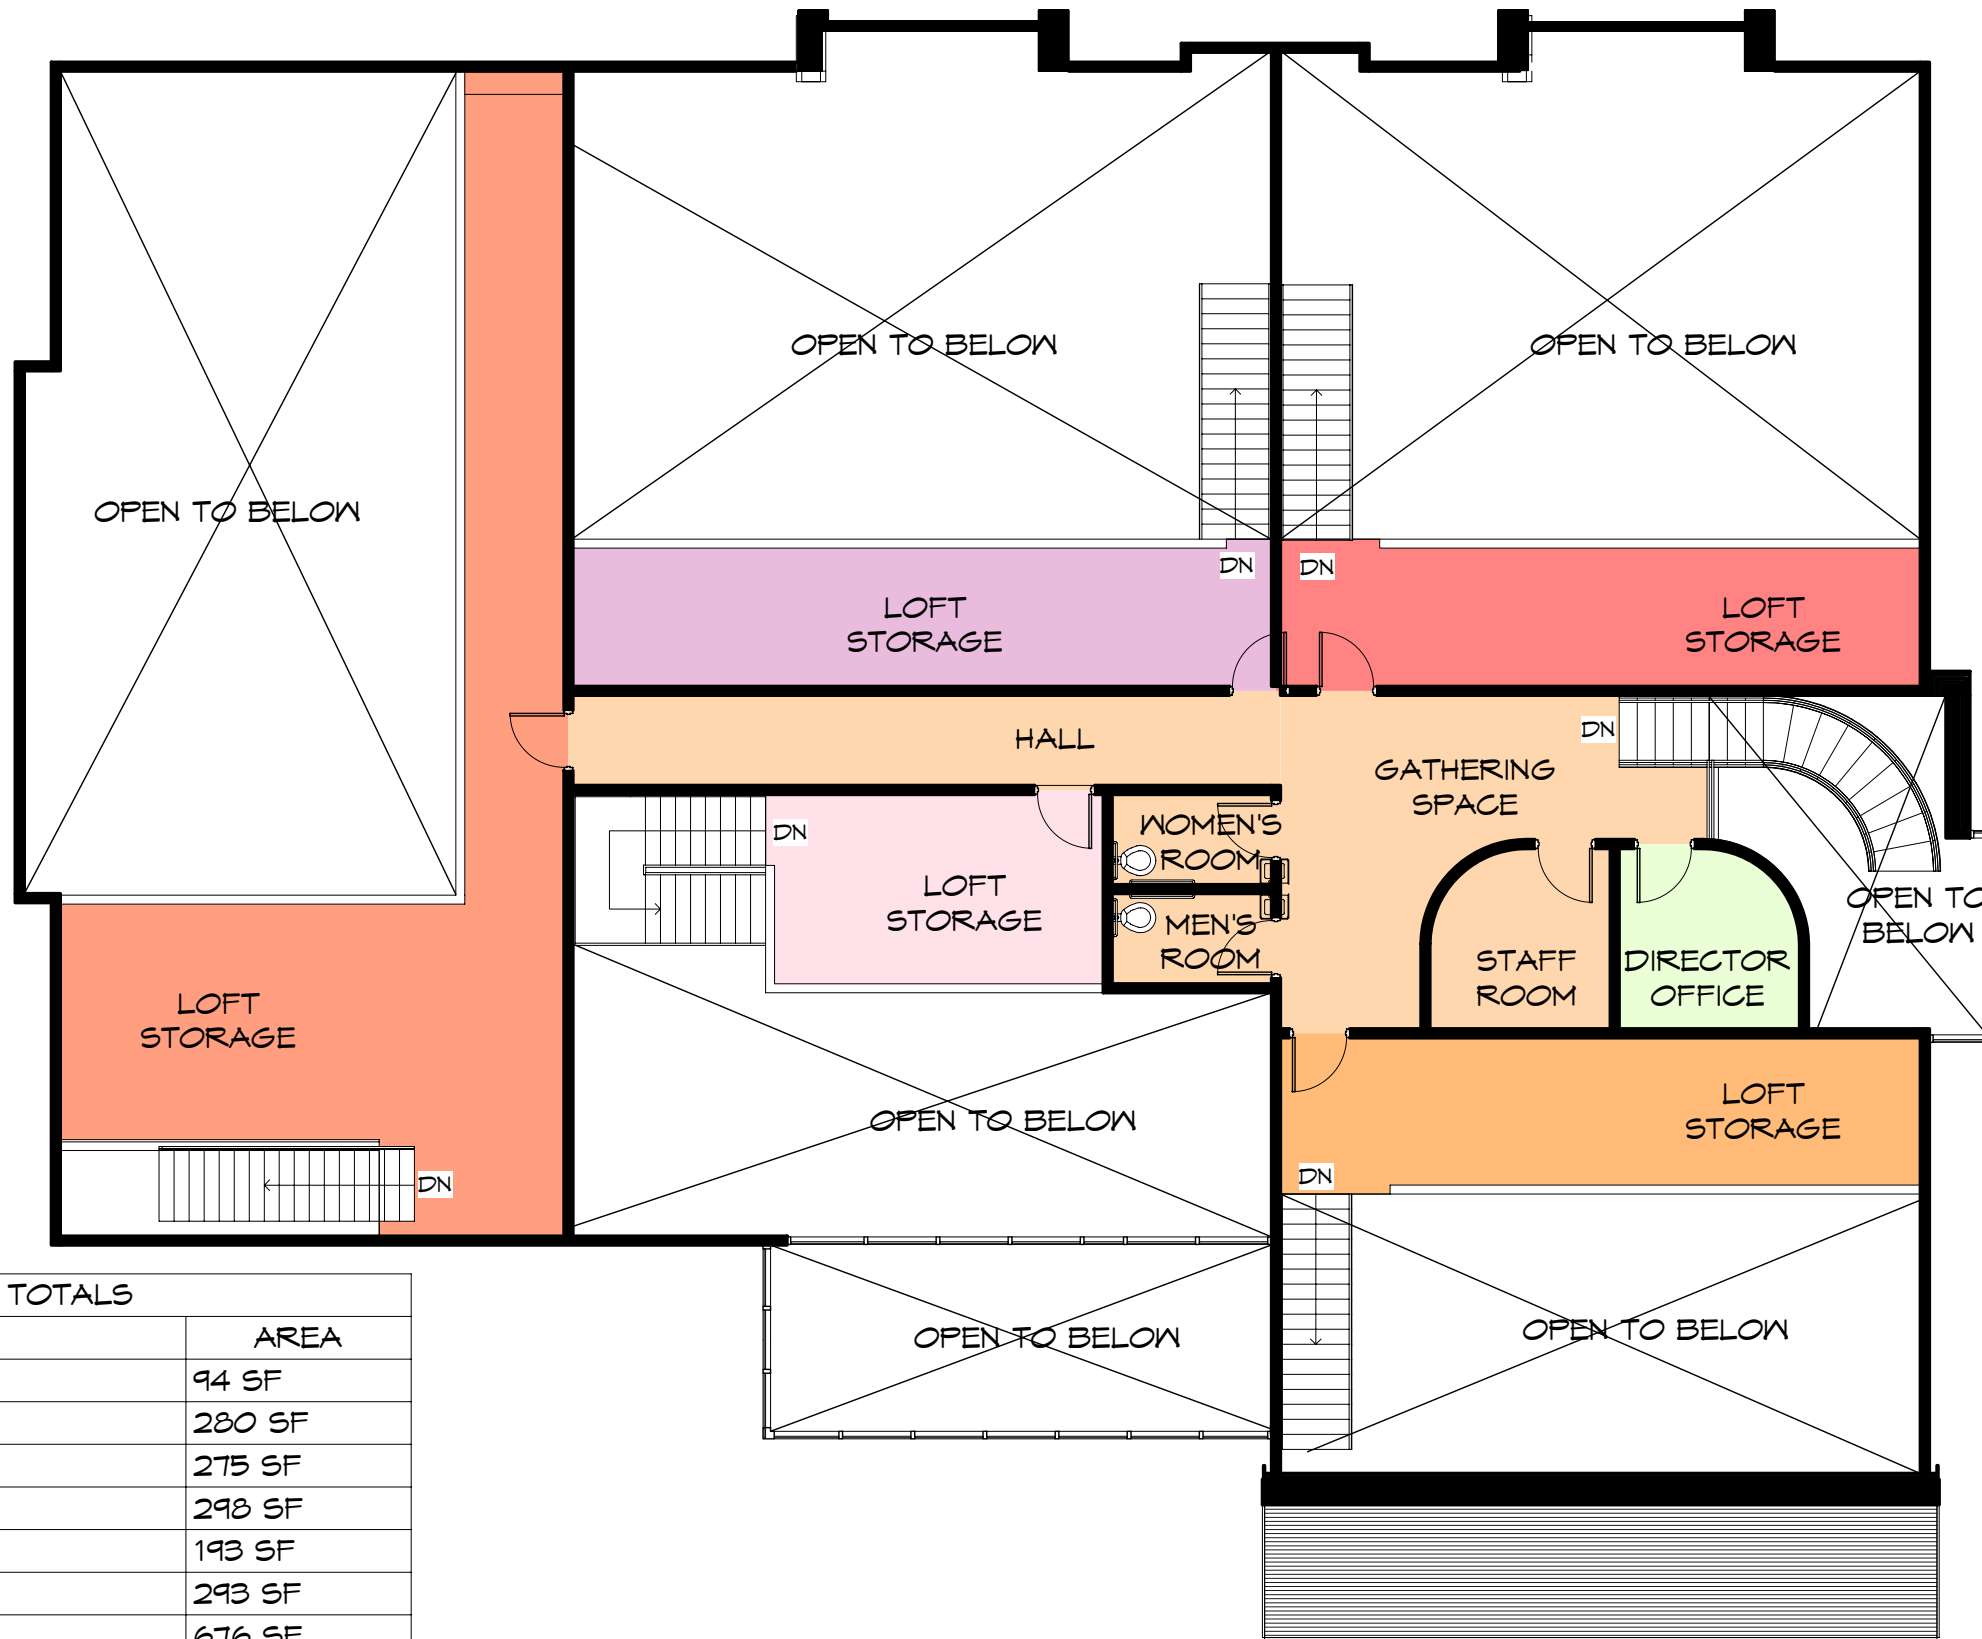 OPEN TO BELOW
OPEN TO BELOW
OPEN TO BELOW
DN
DN
LOFT
STORAGE
LOFT
STORAGE
HALL
DN
GATHERING
SPACE
DN
WOMEN'S
ROOM
LOFT
STORAGE
MEN'S
ROOM
STAFF
ROOM
DIRECTOR
OFFICE
OPEN TO
BELOW
LOFT
STORAGE
OPEN TO BELOW
LOFT
STORAGE
DN
DN
OPEN TO BELOW
OPEN TO BELOW
TOTALS
AREA
94 SF
280 SF
275 SF
298 SF
193 SF
293 SF
676 SF